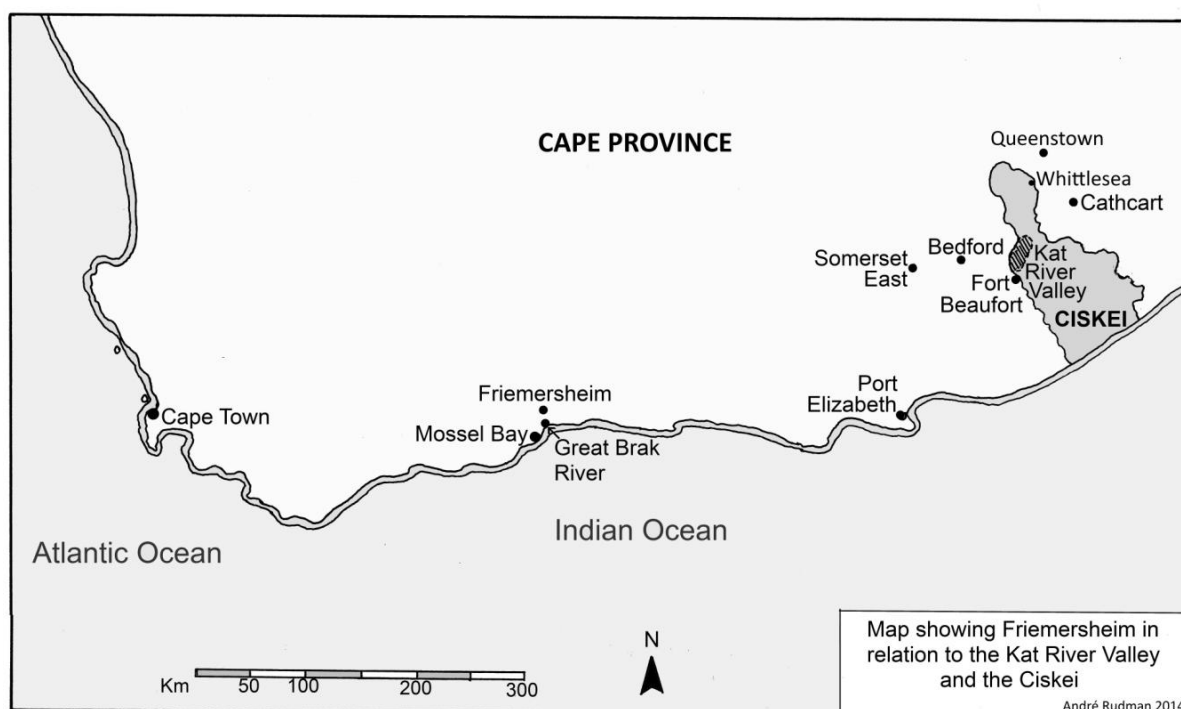 CAPE PROVINCE
Queenstown
Whittlesea
Cathcart
Somerset
East
Bedford
Kat
River
Valley
Fort
Beaufort
CISKEI
Port
Elizabeth
Friemersheim
Cape Town
Mossel Bay
Great Brak
River
Indian Ocean
Atlantic Ocean
N
Km 50 100 200 300
Map showing Friemersheim in
relation to the Kat River Valley
and the Ciskei
André Rudman 2014